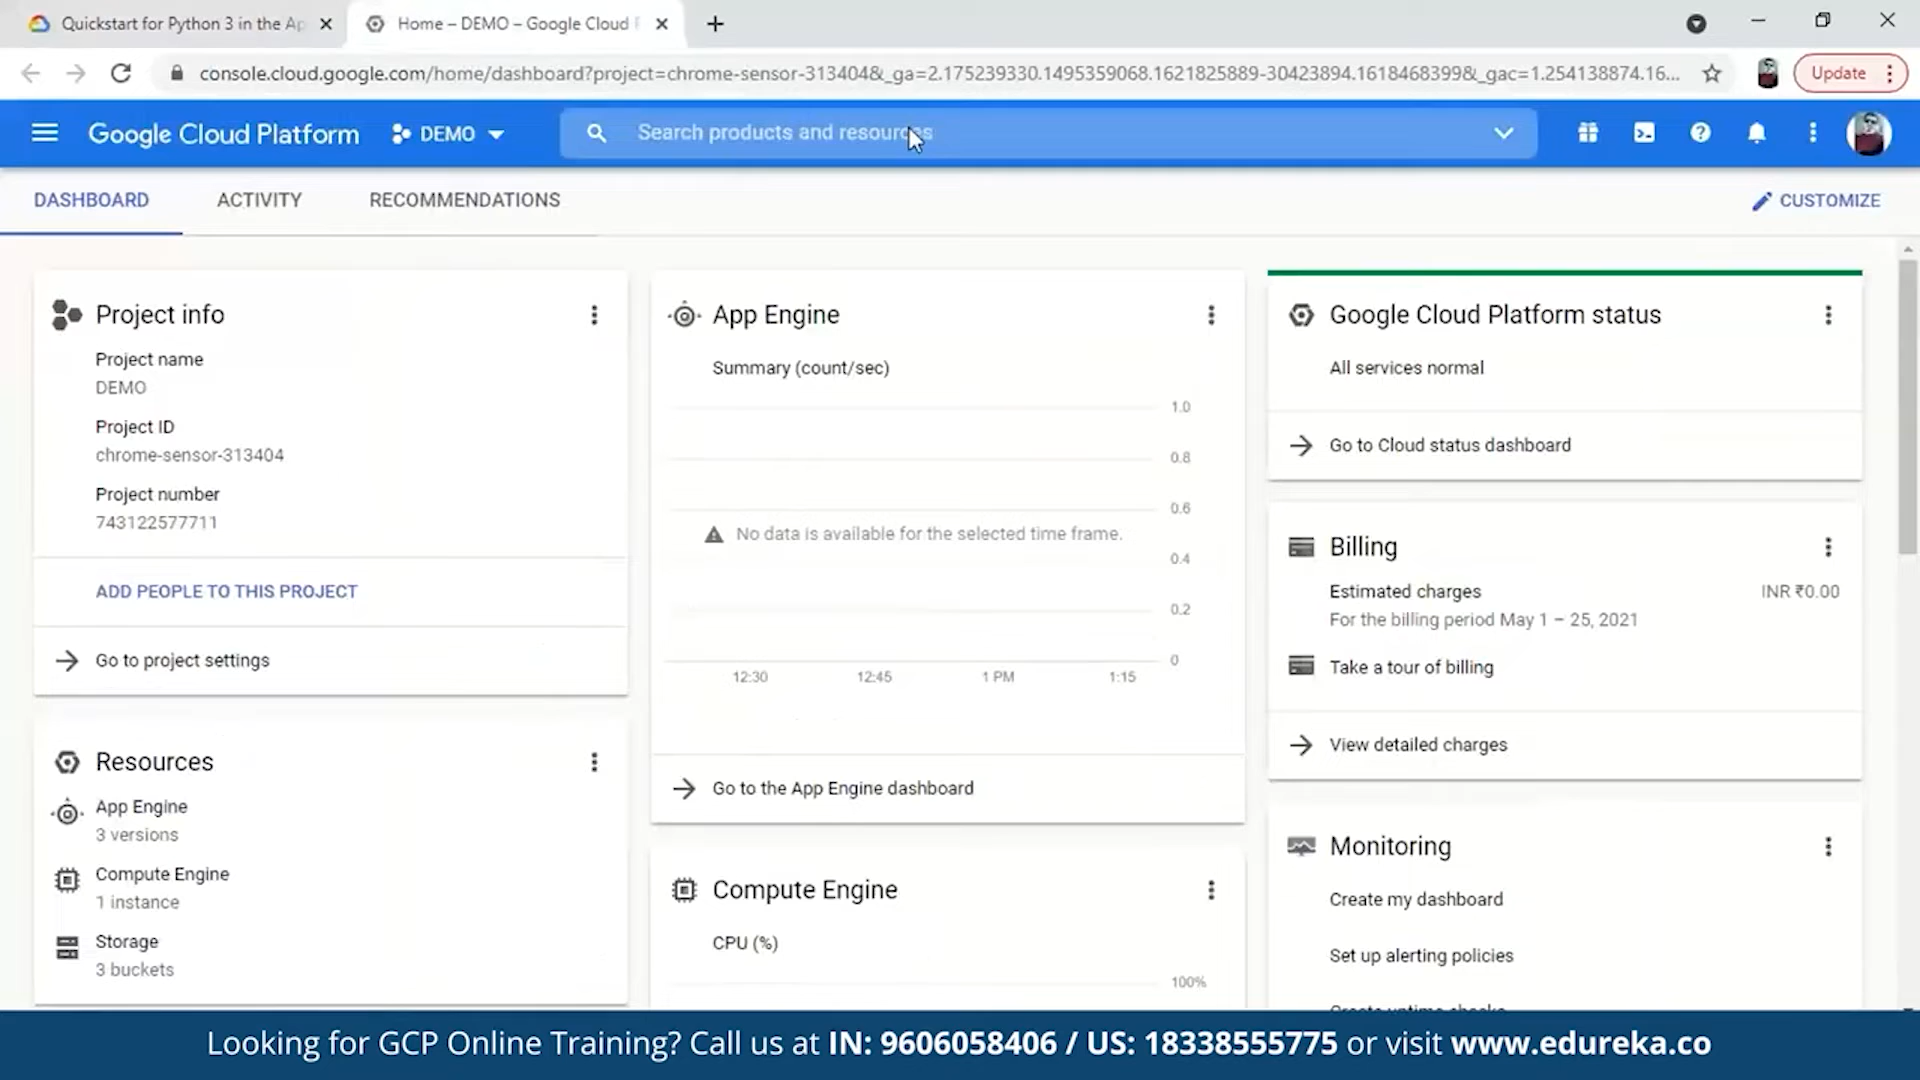 Quickstart for Python 3 in the Ap
Home – DEMO – Google Cloud
console.cloud.google.com/home/dashboard?project=chrome-sensor-313404&_ga=2.175239330.1495359068.1621825889-30423894.1618468399&_gac=1.254138874.16...
Update
Google Cloud Platform
DEMO
Search products and resources
DASHBOARD
ACTIVITY
RECOMMENDATIONS
CUSTOMIZE
Project info
Project name
DEMO
Project ID
chrome-sensor-313404
Project number
743122577711
ADD PEOPLE TO THIS PROJECT
Go to project settings
Resources
App Engine
3 versions
Compute Engine
1 instance
Storage
3 buckets
App Engine
Summary (count/sec)
1.0
0.8
0.6
No data is available for the selected time frame.
0.4
0.2
0
12:30 12:45 1 PM 1:15
Go to the App Engine dashboard
Compute Engine
CPU (%)
100%
Google Cloud Platform status
All services normal
Go to Cloud status dashboard
Billing
Estimated charges INR ₹0.00
For the billing period May 1 – 25, 2021
Take a tour of billing
View detailed charges
Monitoring
Create my dashboard
Set up alerting policies
Create uptime checks
Looking for GCP Online Training? Call us at IN: 9606058406 / US: 18338555775 or visit www.edureka.co